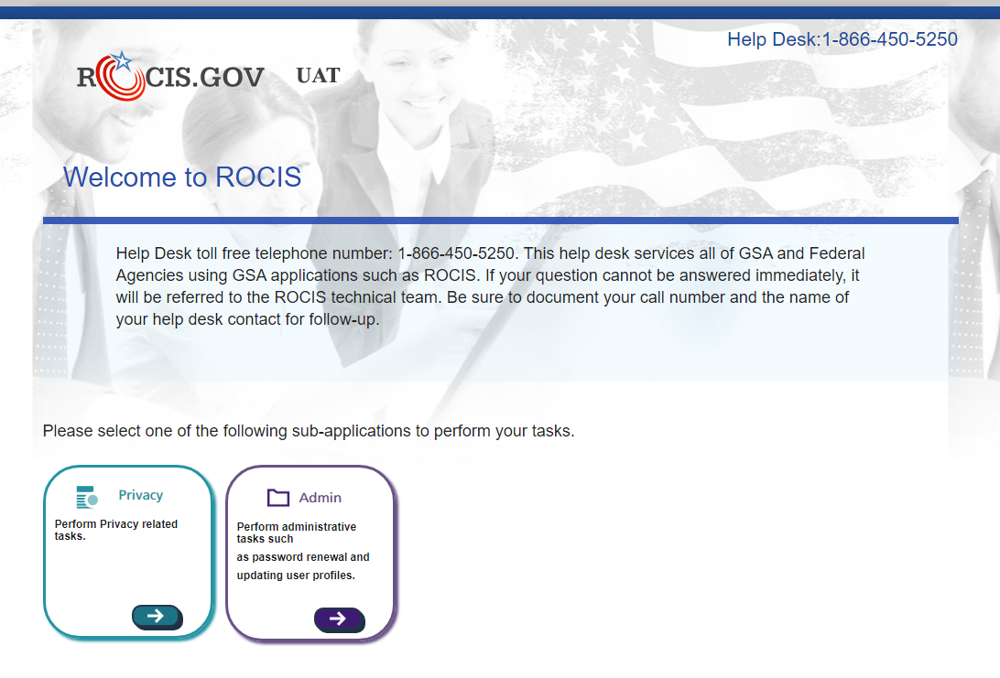 Help Desk:1-866-450-5250
ROCIS.GOV UAT
Welcome to ROCIS
Help Desk toll free telephone number: 1-866-450-5250. This help desk services all of GSA and Federal
Agencies using GSA applications such as ROCIS. If your question cannot be answered immediately, it
will be referred to the ROCIS technical team. Be sure to document your call number and the name of
your help desk contact for follow-up.
Please select one of the following sub-applications to perform your tasks.
Privacy
Perform Privacy related
tasks.
Admin
Perform administrative
tasks such
as password renewal and
updating user profiles.